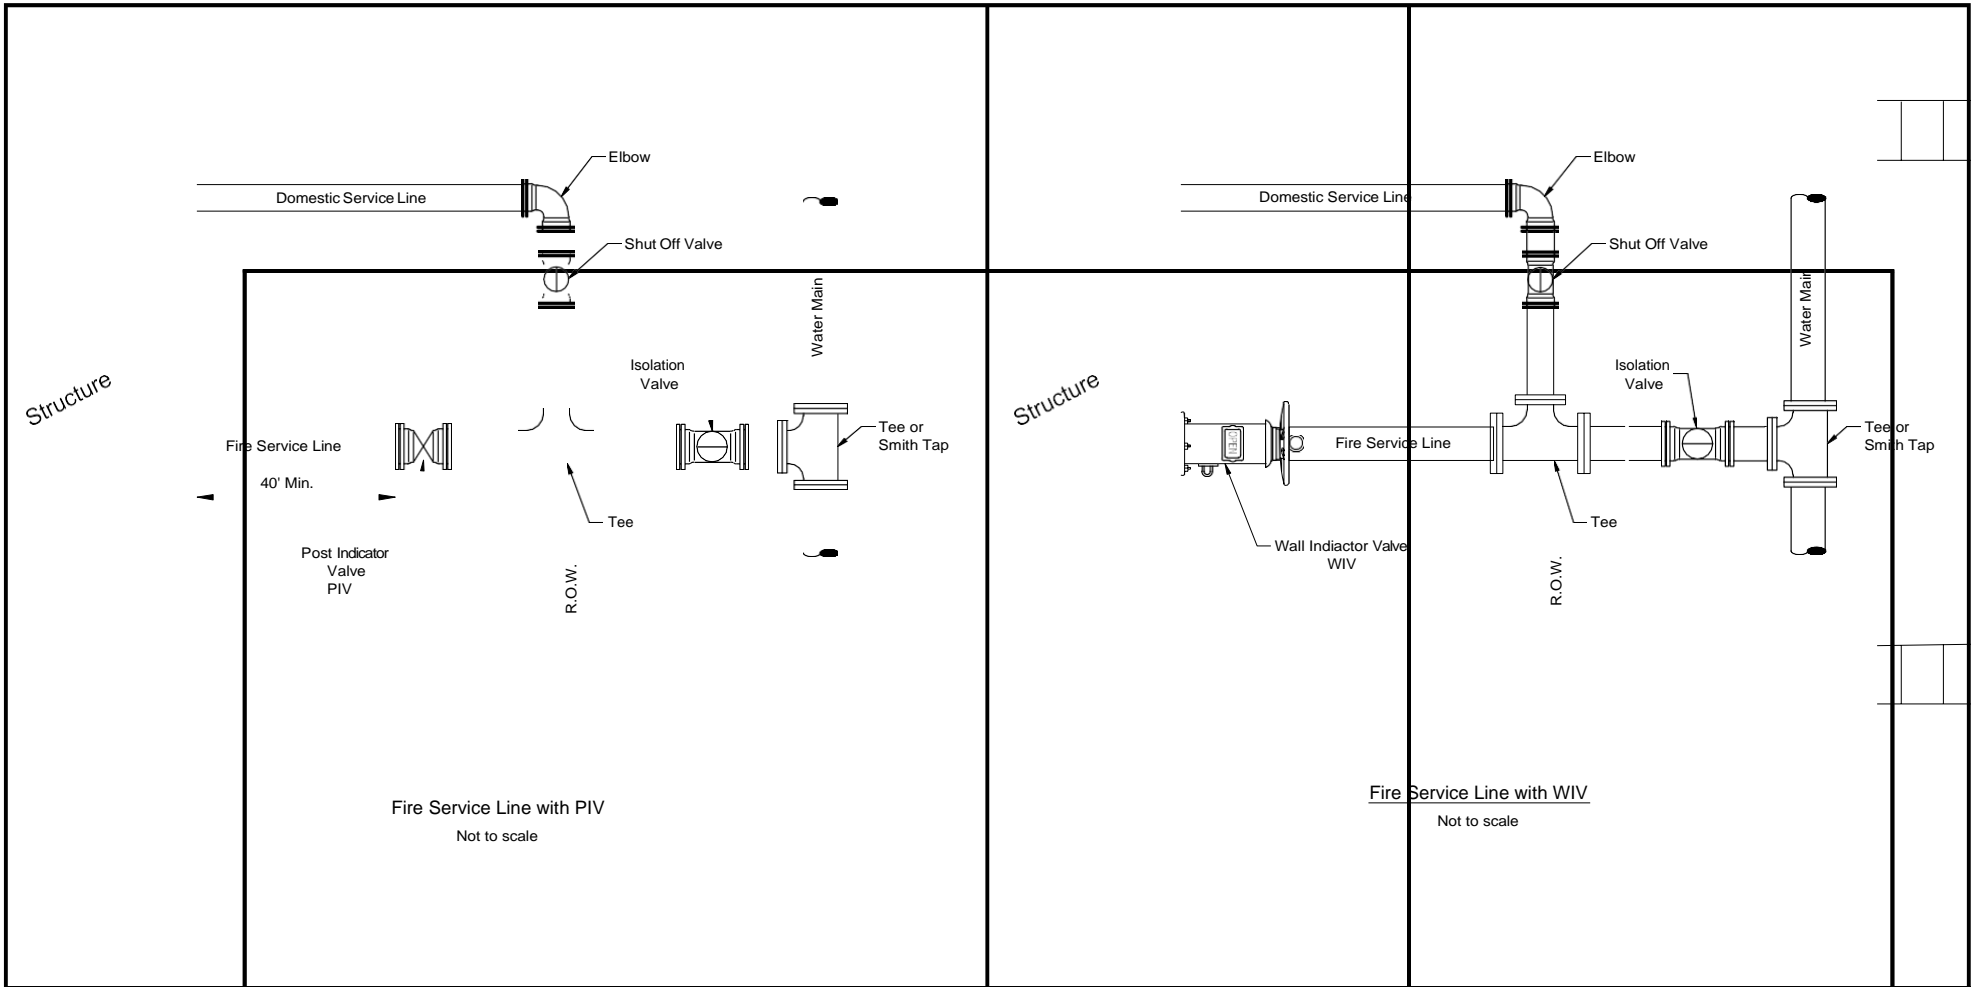 Elbow
Domestic Service Line
Shut Off Valve
Water Main
Isolation
Valve
Structure
Fire Service Line
40' Min.
Tee or
Smith Tap
Tee
Post Indicator
Valve
PIV
R.O.W.
Fire Service Line with PIV
Not to scale
Elbow
Domestic Service Line
Shut Off Valve
Water Main
Isolation
Valve
Structure
OPEN
Fire Service Line
Tee or
Smith Tap
Tee
Wall Indiactor Valve
WIV
R.O.W.
Fire Service Line with WIV
Not to scale